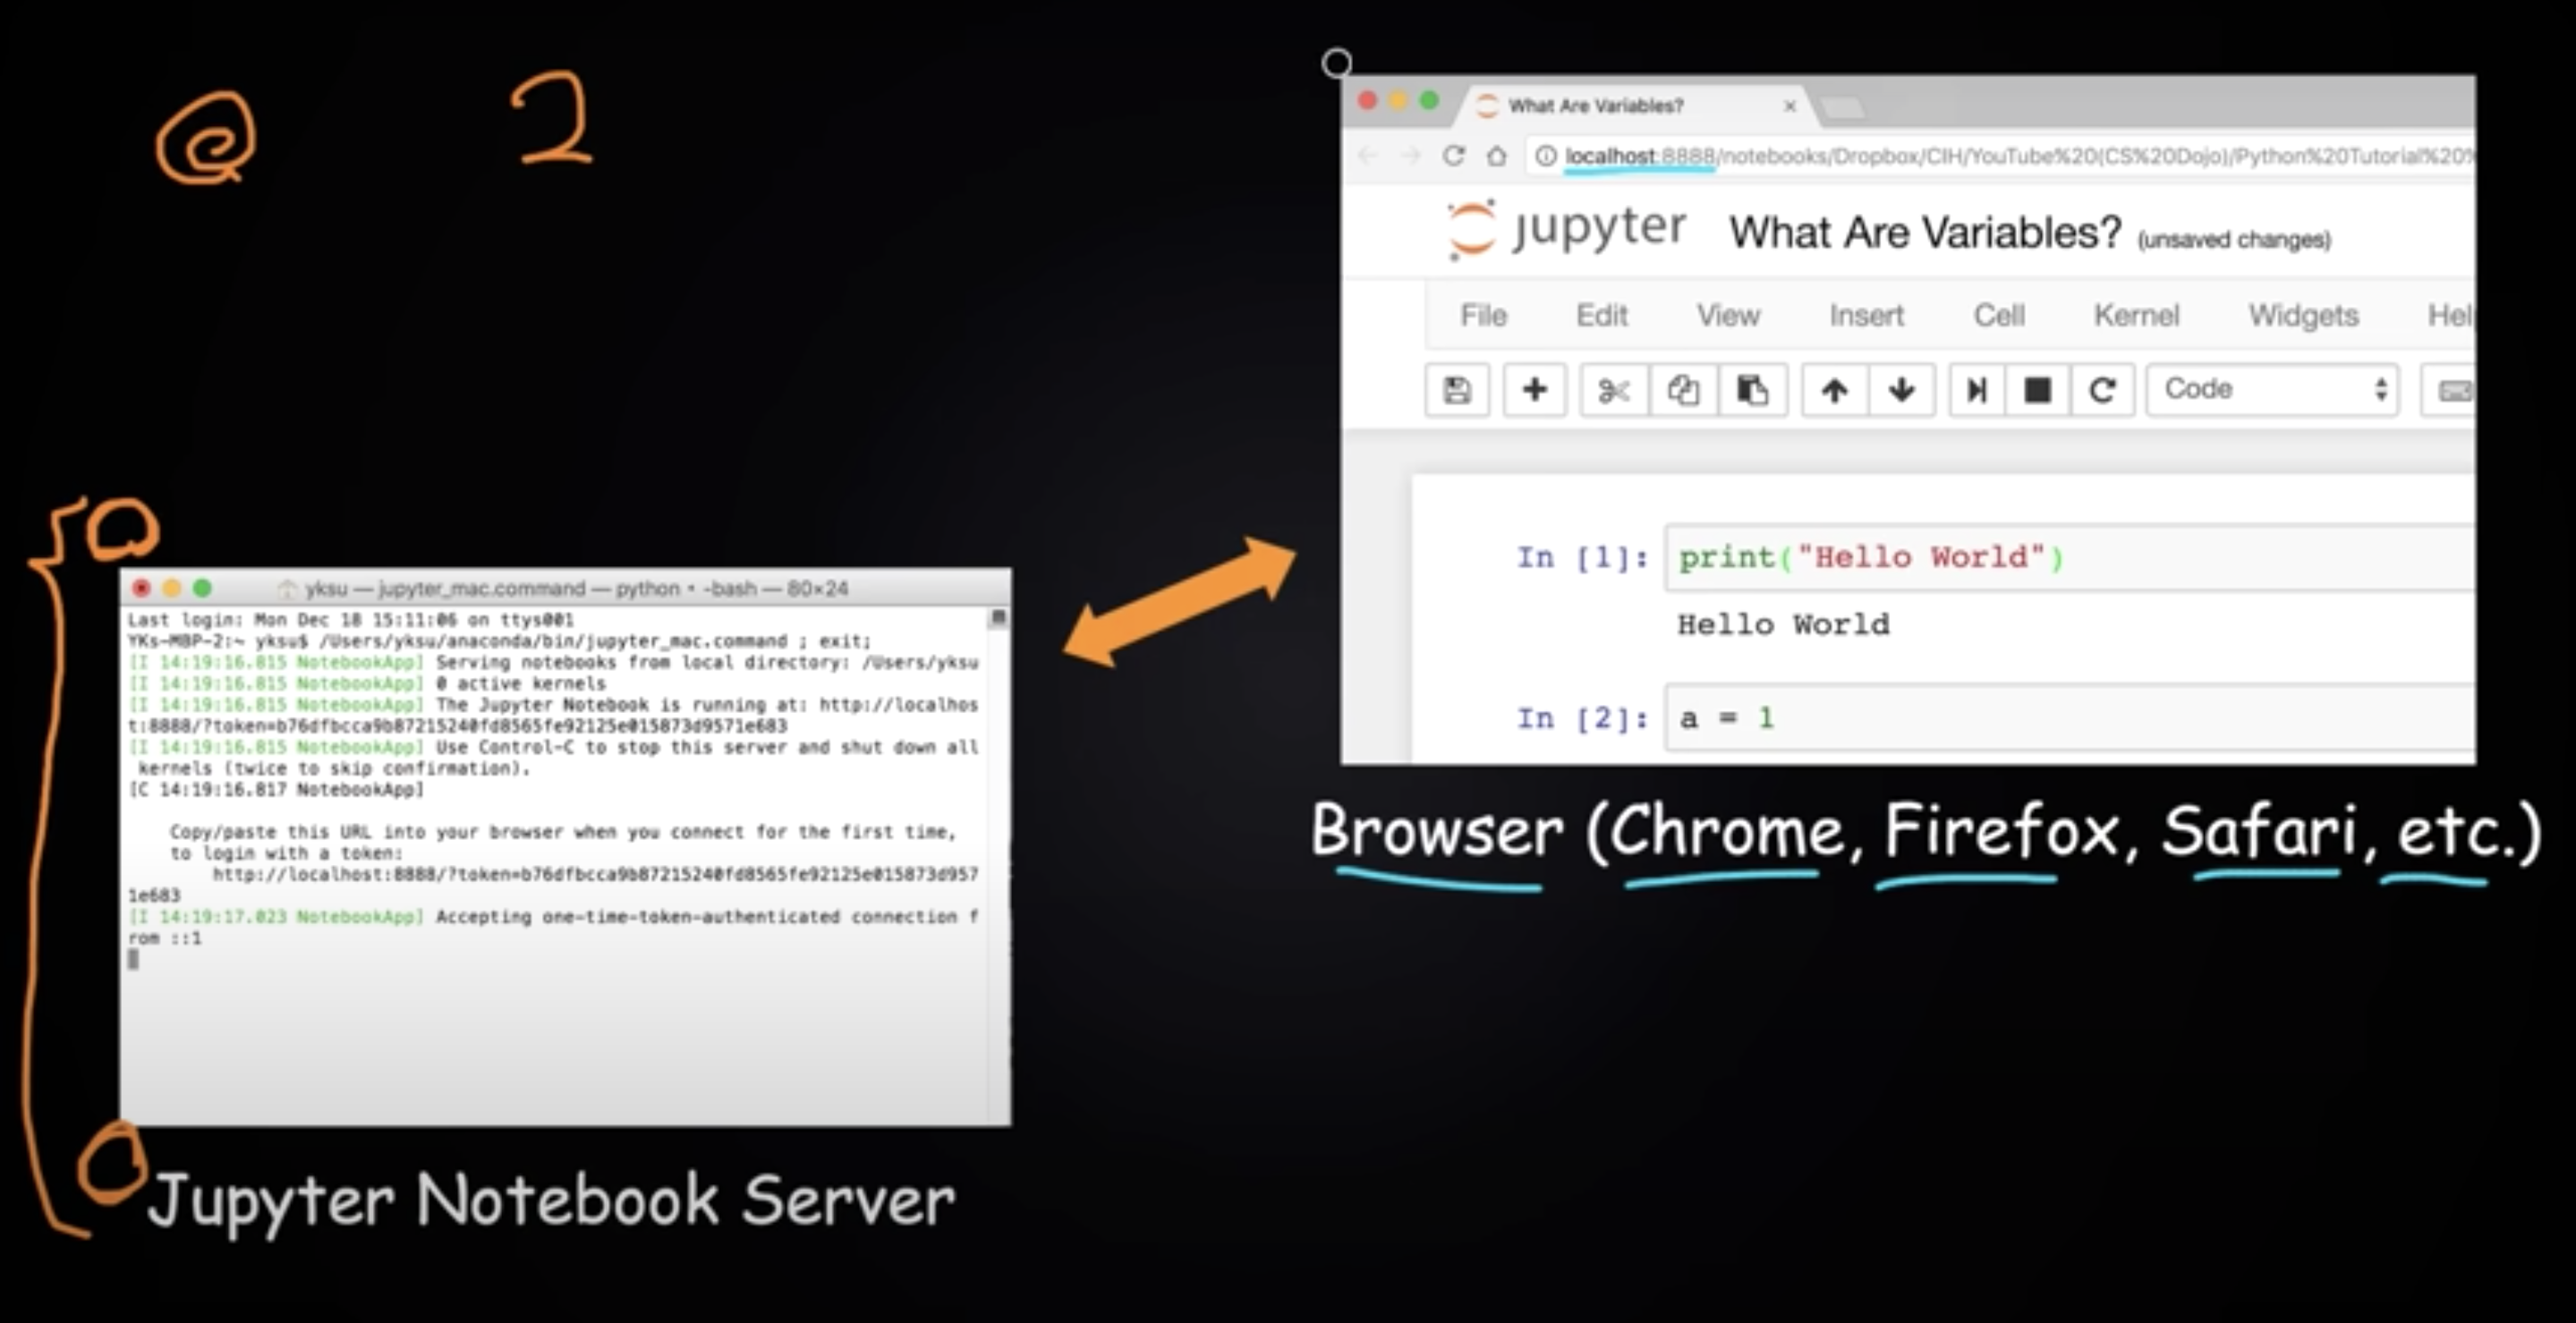 @ 2
What Are Variables?
localhost:8888/notebooks/Dropbox/CIH/YouTube%20(CS%20Dojo)/Python%20Tutorial%20%
jupyter What Are Variables? (unsaved changes)
File Edit View Insert Cell Kernel Widgets Hel
Code
In [1]: print("Hello World")
Hello World
In [2]: a = 1
Browser (Chrome, Firefox, Safari, etc.)
yksu — jupyter_mac.command — python • -bash — 80×24
Last login: Mon Dec 18 15:11:06 on ttys001
YKs-MBP-2:~ yksu$ /Users/yksu/anaconda/bin/jupyter_mac.command ; exit;
[I 14:19:16.815 NotebookApp] Serving notebooks from local directory: /Users/yksu
[I 14:19:16.815 NotebookApp] 0 active kernels
[I 14:19:16.815 NotebookApp] The Jupyter Notebook is running at: http://localhos
t:8888/?token=b76dfbcca9b87215240fd8565fe92125e015873d9571e683
[I 14:19:16.815 NotebookApp] Use Control-C to stop this server and shut down all
kernels (twice to skip confirmation).
[C 14:19:16.817 NotebookApp]
Copy/paste this URL into your browser when you connect for the first time,
to login with a token:
http://localhost:8888/?token=b76dfbcca9b87215240fd8565fe92125e015873d957
1e683
[I 14:19:17.023 NotebookApp] Accepting one-time-token-authenticated connection f
rom ::1
Jupyter Notebook Server